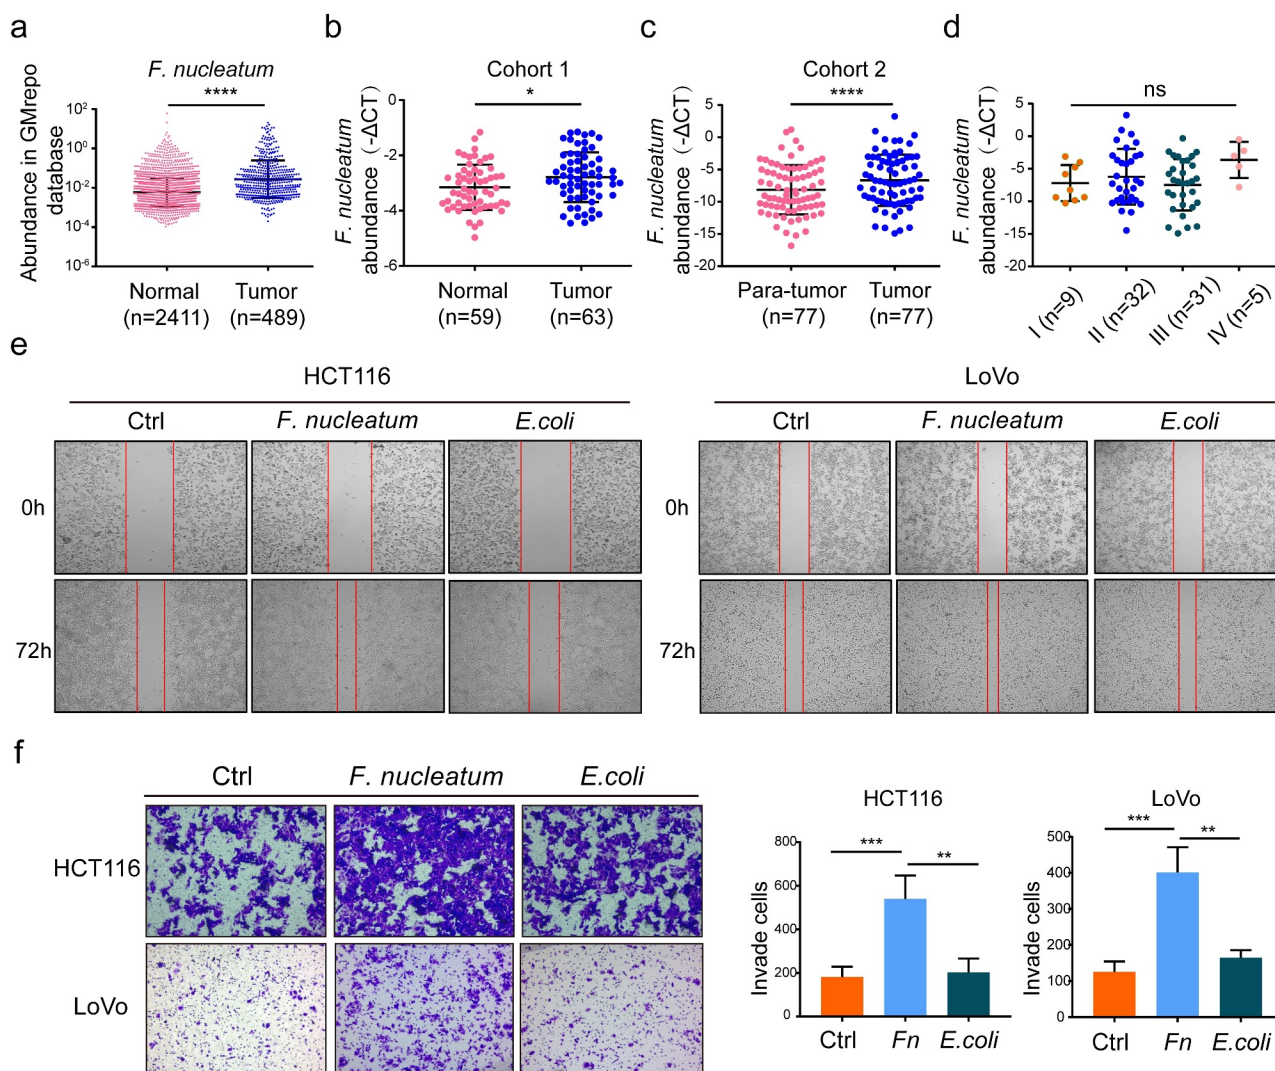 a
F. nucleatum
****
Abundance in GMrepo
database
10²
10⁰
10⁻²
10⁻⁴
10⁻⁶
Normal
(n=2411)
Tumor
(n=489)
b
Cohort 1
*
F. nucleatum
abundance (-ΔCT)
0
-2
-4
-6
Normal
(n=59)
Tumor
(n=63)
c
Cohort 2
****
F. nucleatum
abundance (-ΔCT)
5
0
-5
-10
-15
-20
Para-tumor
(n=77)
Tumor
(n=77)
d
ns
F. nucleatum
abundance (-ΔCT)
5
0
-5
-10
-15
-20
I (n=9)
II (n=32)
III (n=31)
IV (n=5)
e
HCT116
Ctrl
F. nucleatum
E.coli
0h
72h
LoVo
Ctrl
F. nucleatum
E.coli
0h
72h
f
Ctrl
F. nucleatum
E.coli
HCT116
LoVo
HCT116
***
**
Invade cells
800
600
400
200
0
Ctrl
Fn
E.coli
LoVo
***
**
Invade cells
500
400
300
200
100
0
Ctrl
Fn
E.coli